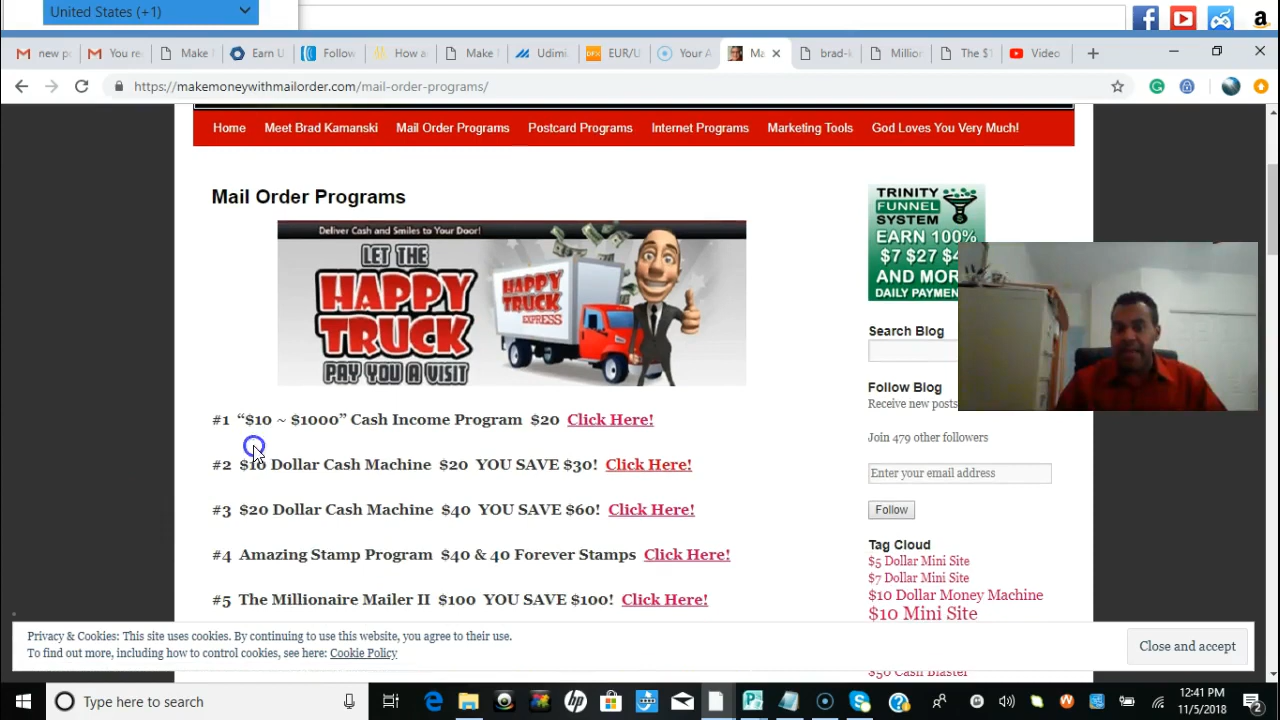 United States (+1)
new p
You re
Make
Earn U
Follow
How a
Make
Udimi
EUR/U
Your A
Ma
brad-k
Million
The $1
Video
https://makemoneywithmailorder.com/mail-order-programs/
Home Meet Brad Kamanski Mail Order Programs Postcard Programs Internet Programs Marketing Tools God Loves You Very Much!
Mail Order Programs
Deliver Cash and Smiles to Your Door!
LET THE
HAPPY
TRUCK
PAY YOU A VISIT
HAPPY
TRUCK
EXPRESS
#1 “$10 ~ $1000” Cash Income Program $20 Click Here!
#2 $10 Dollar Cash Machine $20 YOU SAVE $30! Click Here!
#3 $20 Dollar Cash Machine $40 YOU SAVE $60! Click Here!
#4 Amazing Stamp Program $40 & 40 Forever Stamps Click Here!
#5 The Millionaire Mailer II $100 YOU SAVE $100! Click Here!
TRINITY
FUNNEL
SYSTEM
EARN 100%
$7 $27 $4
AND MOR
DAILY PAYMEN
Search Blog
Follow Blog
Receive new posts
Join 479 other followers
Enter your email address
Follow
Tag Cloud
$5 Dollar Mini Site
$7 Dollar Mini Site
$10 Dollar Money Machine
$10 Mini Site
$50 Cash Blaster
Privacy & Cookies: This site uses cookies. By continuing to use this website, you agree to their use.
To find out more, including how to control cookies, see here: Cookie Policy
Close and accept
Type here to search
12:41 PM
11/5/2018
2